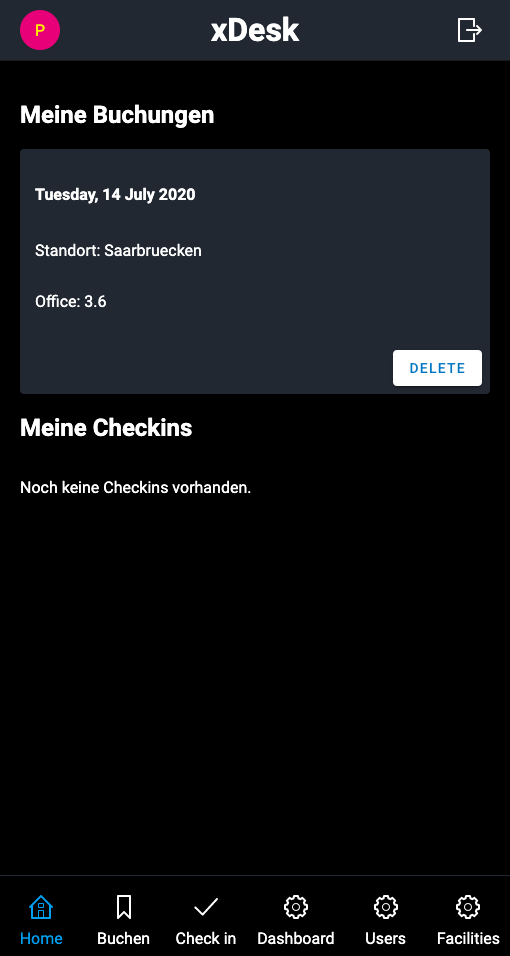 P
xDesk
Meine Buchungen
Tuesday, 14 July 2020
Standort: Saarbruecken
Office: 3.6
DELETE
Meine Checkins
Noch keine Checkins vorhanden.
Home Buchen Check in Dashboard Users Facilities